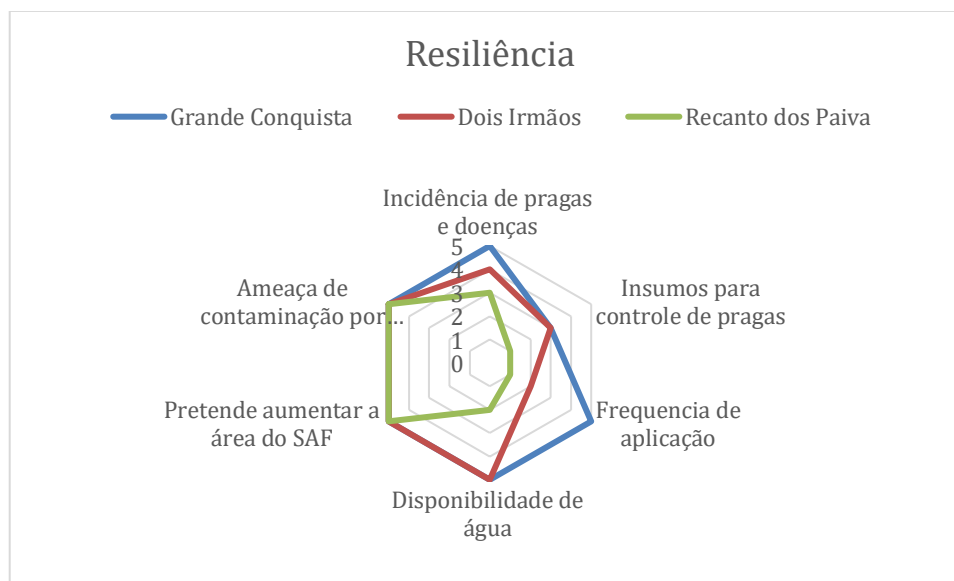 Resiliência
Grande Conquista
Dois Irmãos
Recanto dos Paiva
Incidência de pragas
e doenças
5
4
3
2
1
0
Insumos para
controle de pragas
Frequencia de
aplicação
Disponibilidade de
água
Pretende aumentar a
área do SAF
Ameaça de
contaminação por...